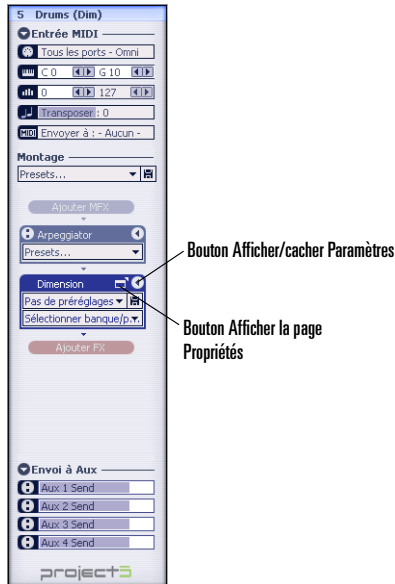 5 Drums (Dim)
Entrée MIDI
Tous les ports - Omni
C 0 G 10
0 127
Transposer : 0
MIDI Envoyer à : - Aucun -
Montage
Presets...
Ajouter MFX
Arpeggiator
Presets...
Bouton Afficher/cacher Paramètres
Dimension
Pas de préréglages
Sélectionner banque/p...
Bouton Afficher la page
Propriétés
Ajouter FX
Envoi à Aux
Aux 1 Send
Aux 2 Send
Aux 3 Send
Aux 4 Send
project5